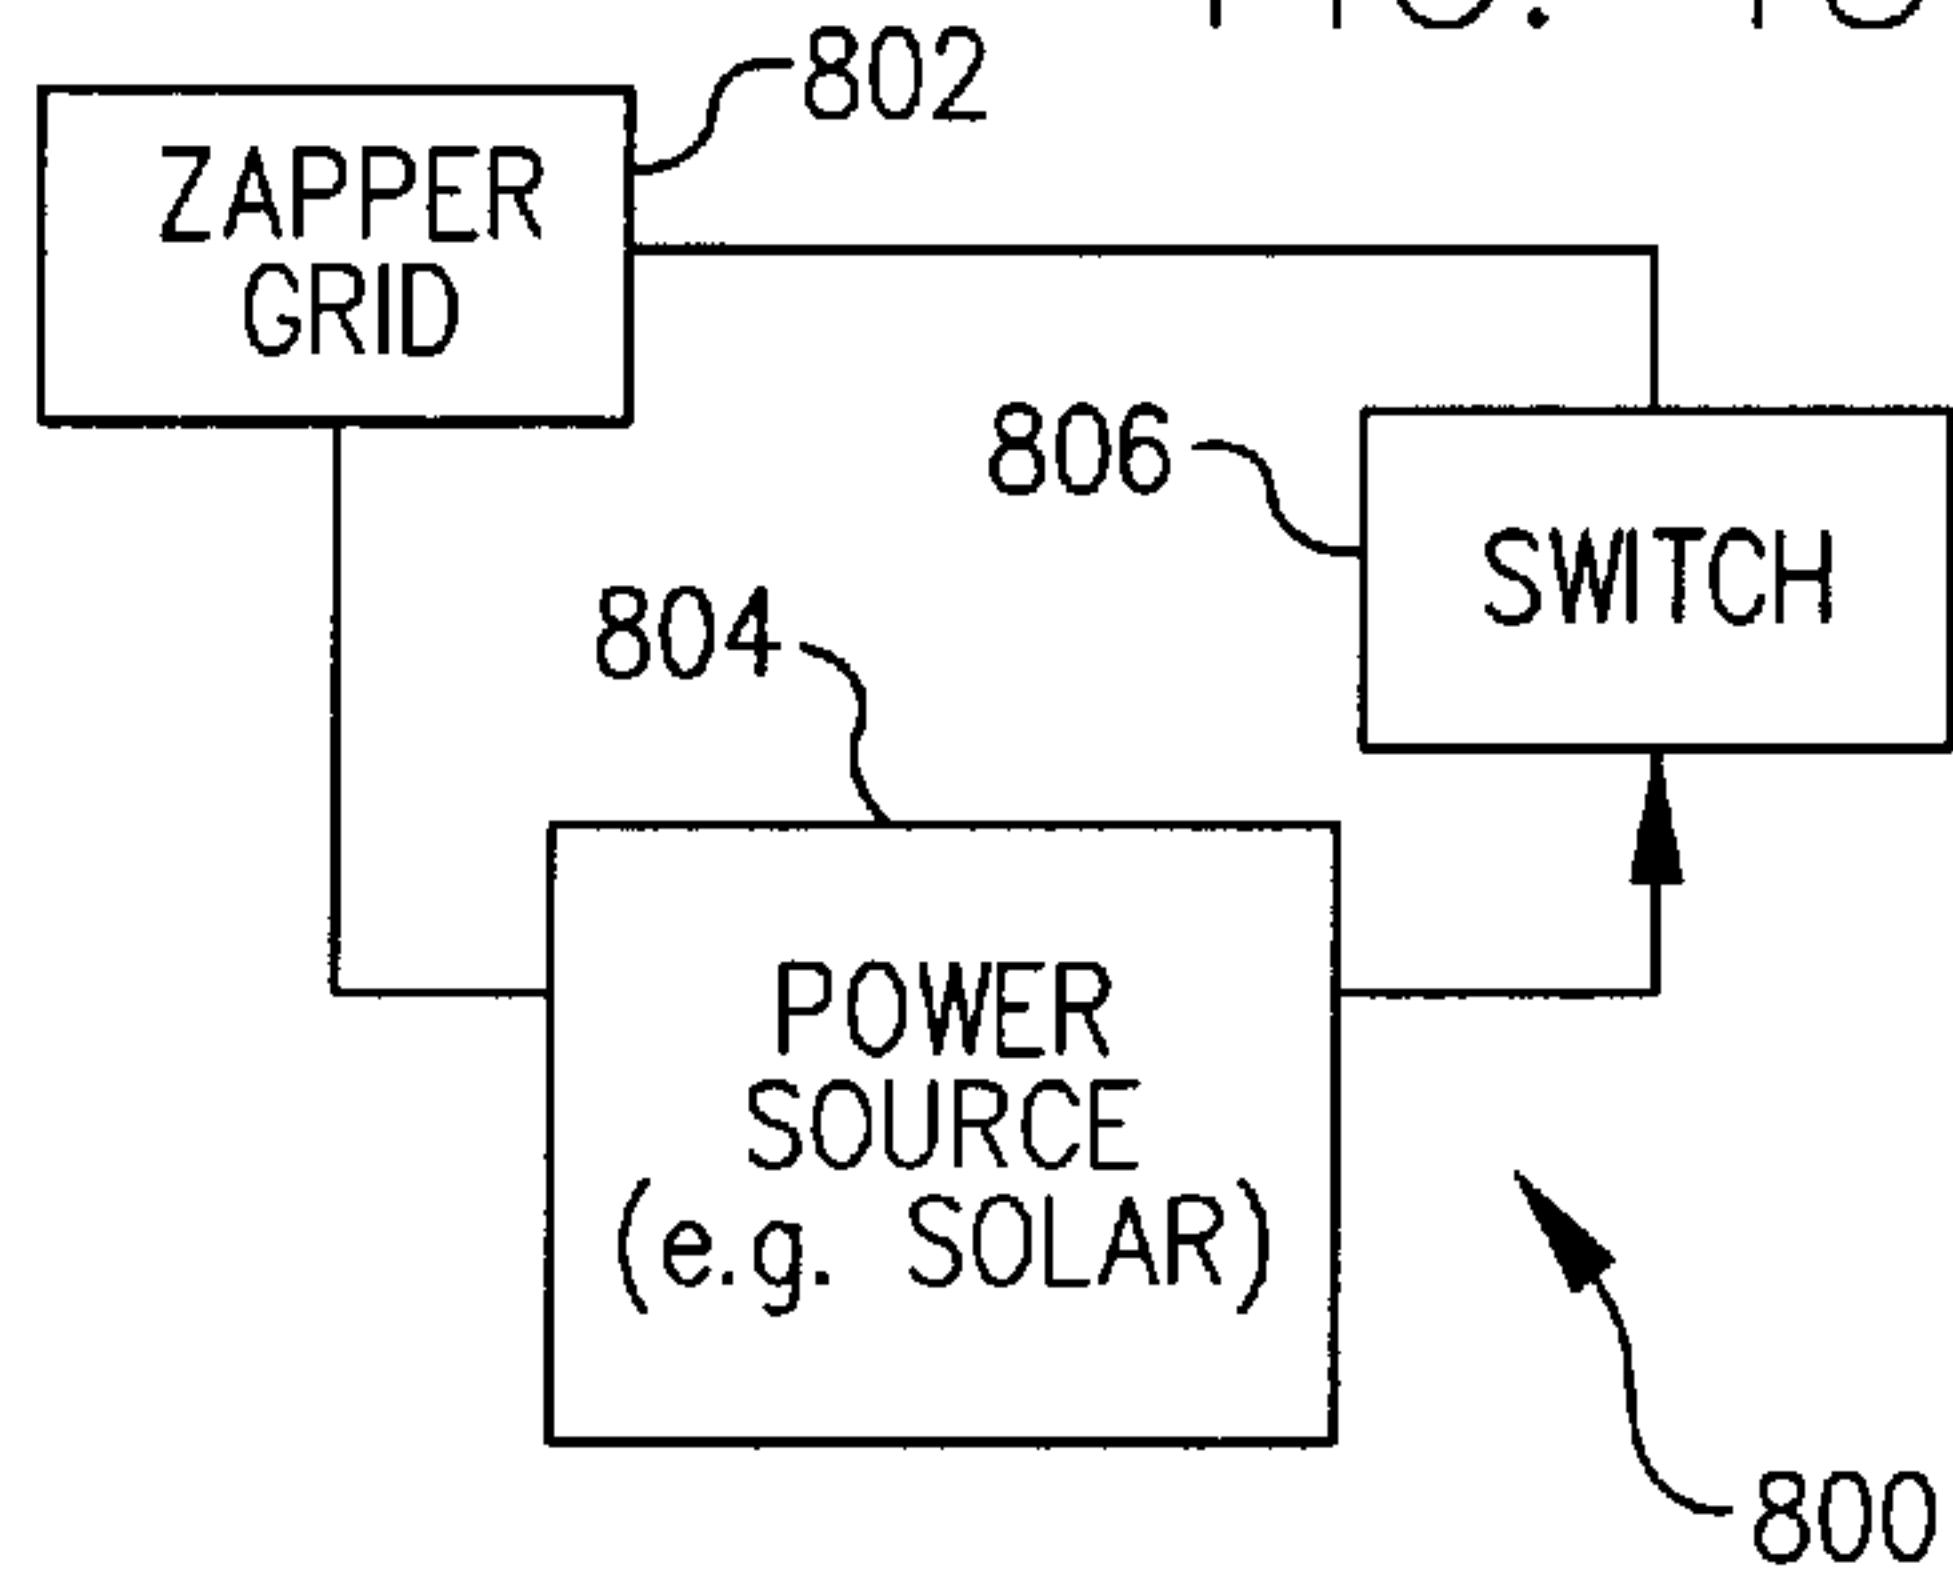 802
ZAPPER
GRID
806
SWITCH
804
POWER
SOURCE
(e.g. SOLAR)
800